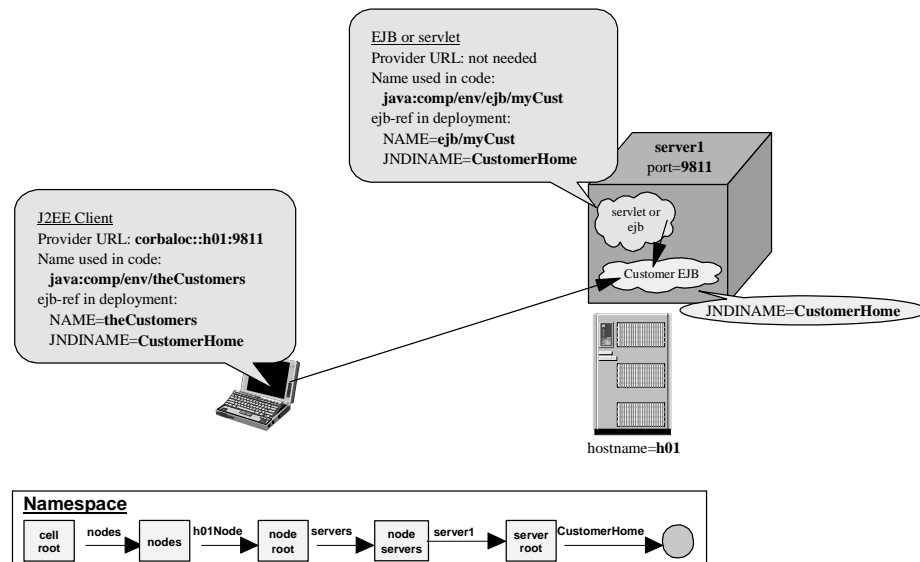 EJB or servlet
Provider URL: not needed
Name used in code:
java:comp/env/ejb/myCust
ejb-ref in deployment:
NAME=ejb/myCust
JNDINAME=CustomerHome
server1
port=9811
servlet or
ejb
Customer EJB
JNDINAME=CustomerHome
J2EE Client
Provider URL: corbaloc::h01:9811
Name used in code:
java:comp/env/theCustomers
ejb-ref in deployment:
NAME=theCustomers
JNDINAME=CustomerHome
hostname=h01
Namespace
cell
root
nodes
nodes
h01Node
node
root
servers
node
servers
server1
server
root
CustomerHome